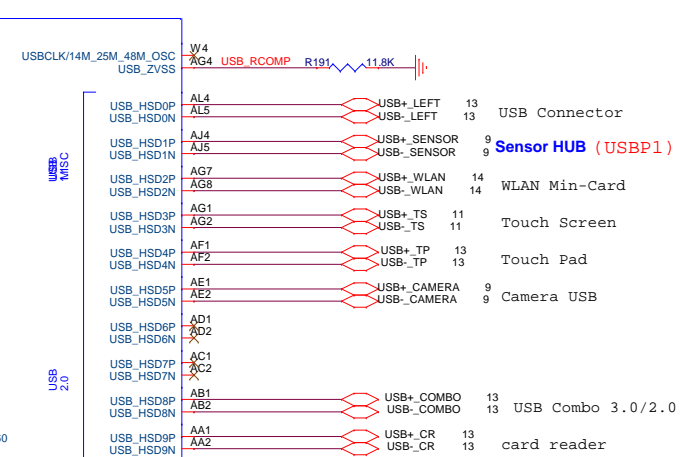 USBCLK/14M_25M_48M_OSC W4
USB_ZVSS AG4 USB_RCOMP R191 11.8K
USB_HSD0P AL4 USB+_LEFT 13
USB_HSD0N AL5 USB-_LEFT 13 USB Connector
USB_HSD1P AJ4 USB+_SENSOR 9
USB_HSD1N AJ5 USB-_SENSOR 9 Sensor HUB (USBP1)
MISC
USB_HSD2P AG7 USB+_WLAN 14
USB_HSD2N AG8 USB-_WLAN 14 WLAN Min-Card
USB_HSD3P AG1 USB+_TS 11
USB_HSD3N AG2 USB-_TS 11 Touch Screen
USB_HSD4P AF1 USB+_TP 13
USB_HSD4N AF2 USB-_TP 13 Touch Pad
USB_HSD5P AE1 USB+_CAMERA 9
USB_HSD5N AE2 USB-_CAMERA 9 Camera USB
USB_HSD6P AD1
USB_HSD6N AD2
USB_HSD7P AC1
USB_HSD7N AC2
USB
2.0
USB_HSD8P AB1 USB+_COMBO 13
USB_HSD8N AB2 USB-_COMBO 13 USB Combo 3.0/2.0
USB_HSD9P AA1 USB+_CR 13
USB_HSD9N AA2 USB-_CR 13 card reader